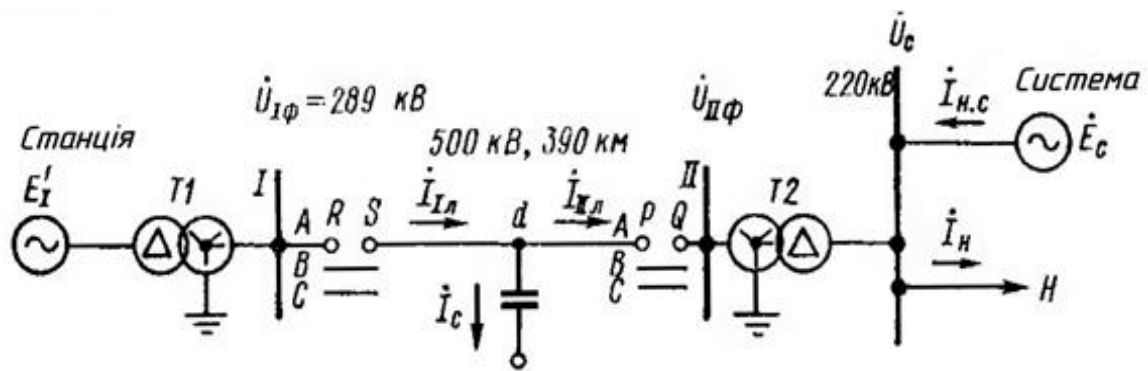 U̇c
220кВ
İн.с
Система
Ėc
U̇Iф = 289 кВ
U̇IIф
Станція
500 кВ, 390 км
E'I
T1
I
A R S
İIл
d
İIIл
A P Q
II
T2
İн
B
C
İc
B
C
H